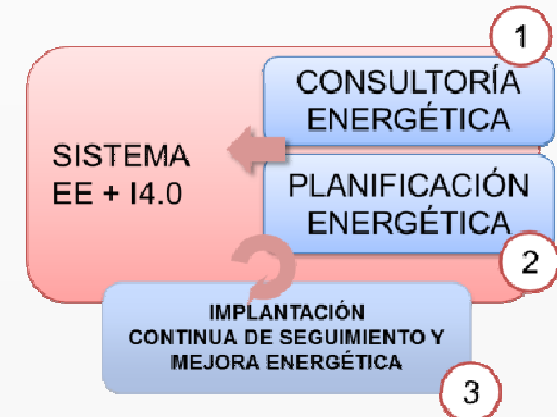 1
CONSULTORÍA
ENERGÉTICA
SISTEMA
EE + I4.0
PLANIFICACIÓN
ENERGÉTICA
2
IMPLANTACIÓN
CONTINUA DE SEGUIMIENTO Y
MEJORA ENERGÉTICA
3